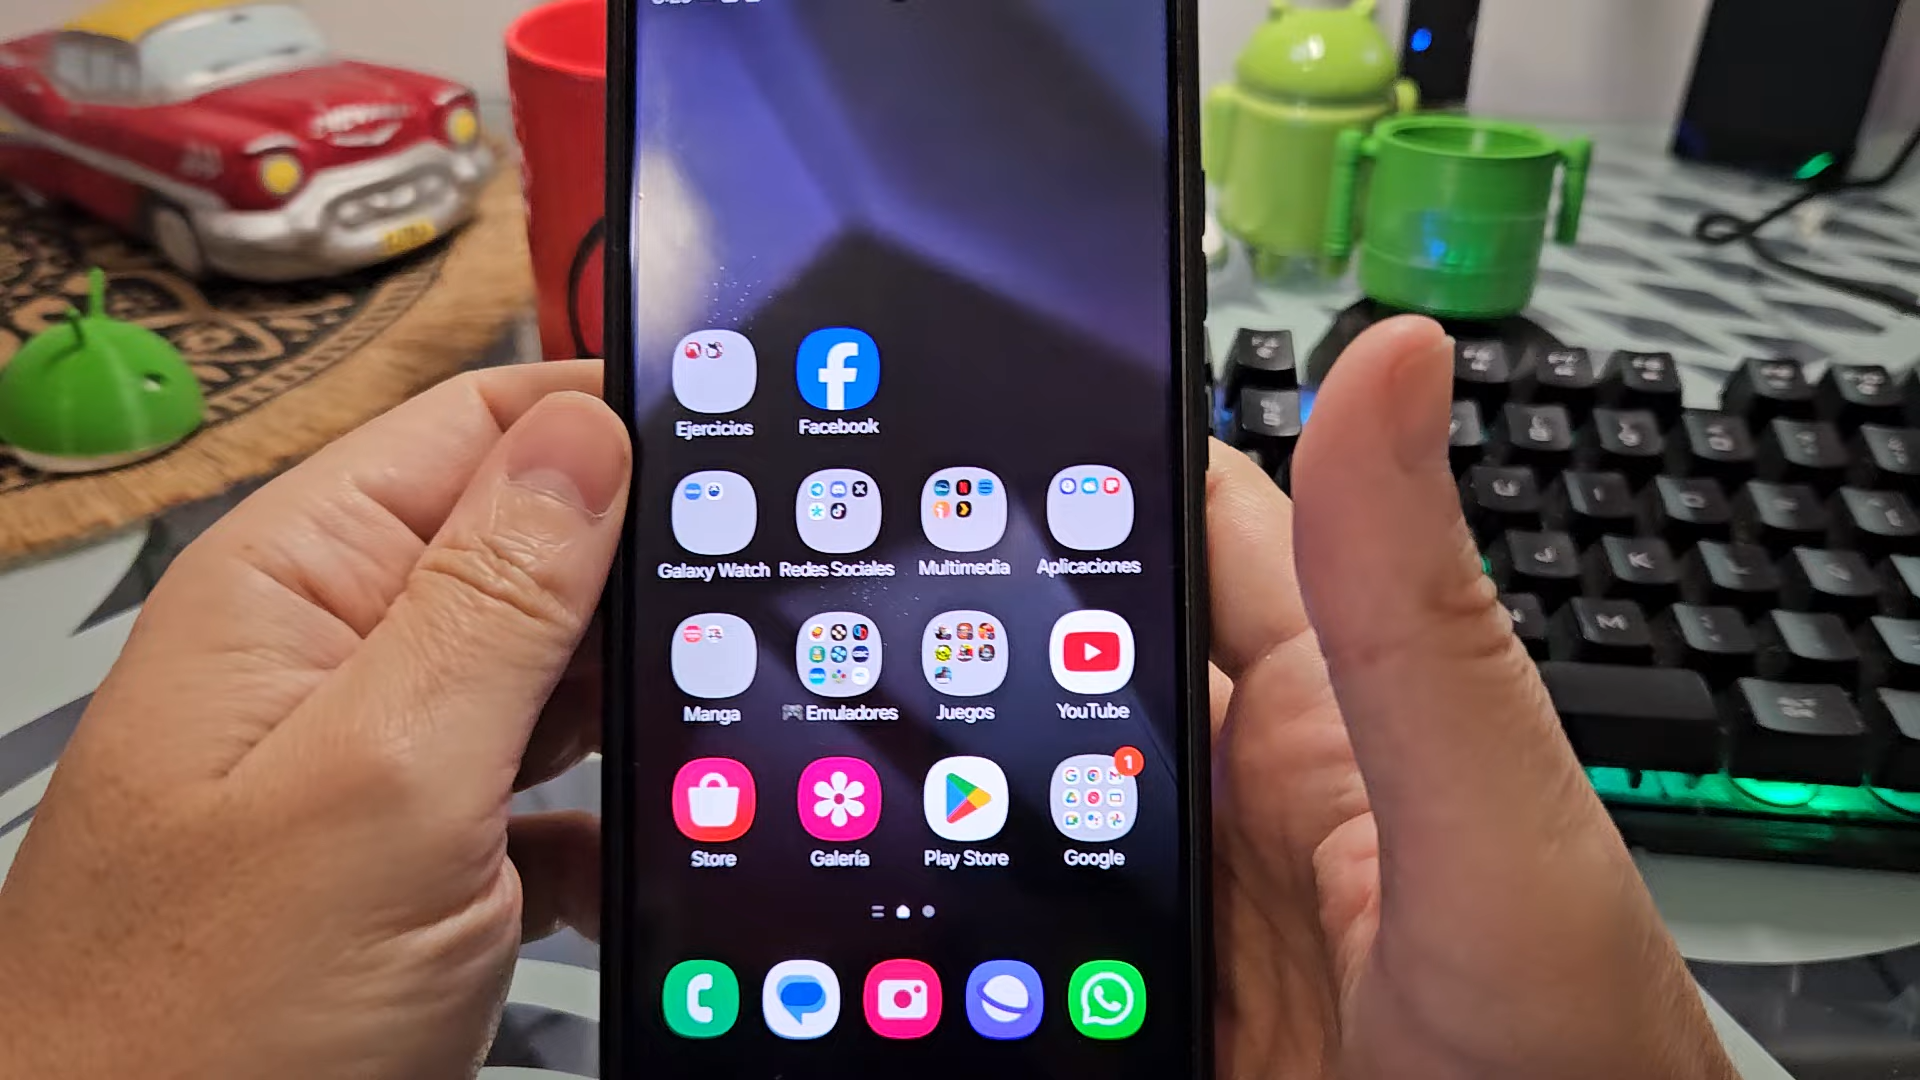 Ejercicios
Facebook
Galaxy Watch
Redes Sociales
Multimedia
Aplicaciones
Manga
🎮 Emuladores
Juegos
YouTube
1
Store
Galería
Play Store
Google
J
K
L
M